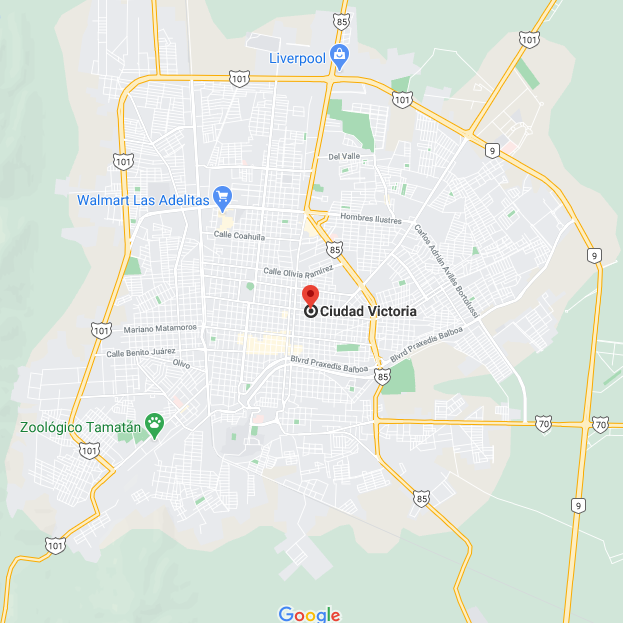 85
Liverpool
101
101
101
9
101
Del Valle
Walmart Las Adelitas
Hombres Ilustres
Calle Coahuila
Carlos Adrián Avilés Bortolussi
85
9
Calle Olivia Ramírez
Ciudad Victoria
Mariano Matamoros
101
Blvrd Praxedis Balboa
Calle Benito Juárez
Olivo
Blvrd Praxedis Balboa
85
Zoológico Tamatán
70
70
101
85
9
101
Google